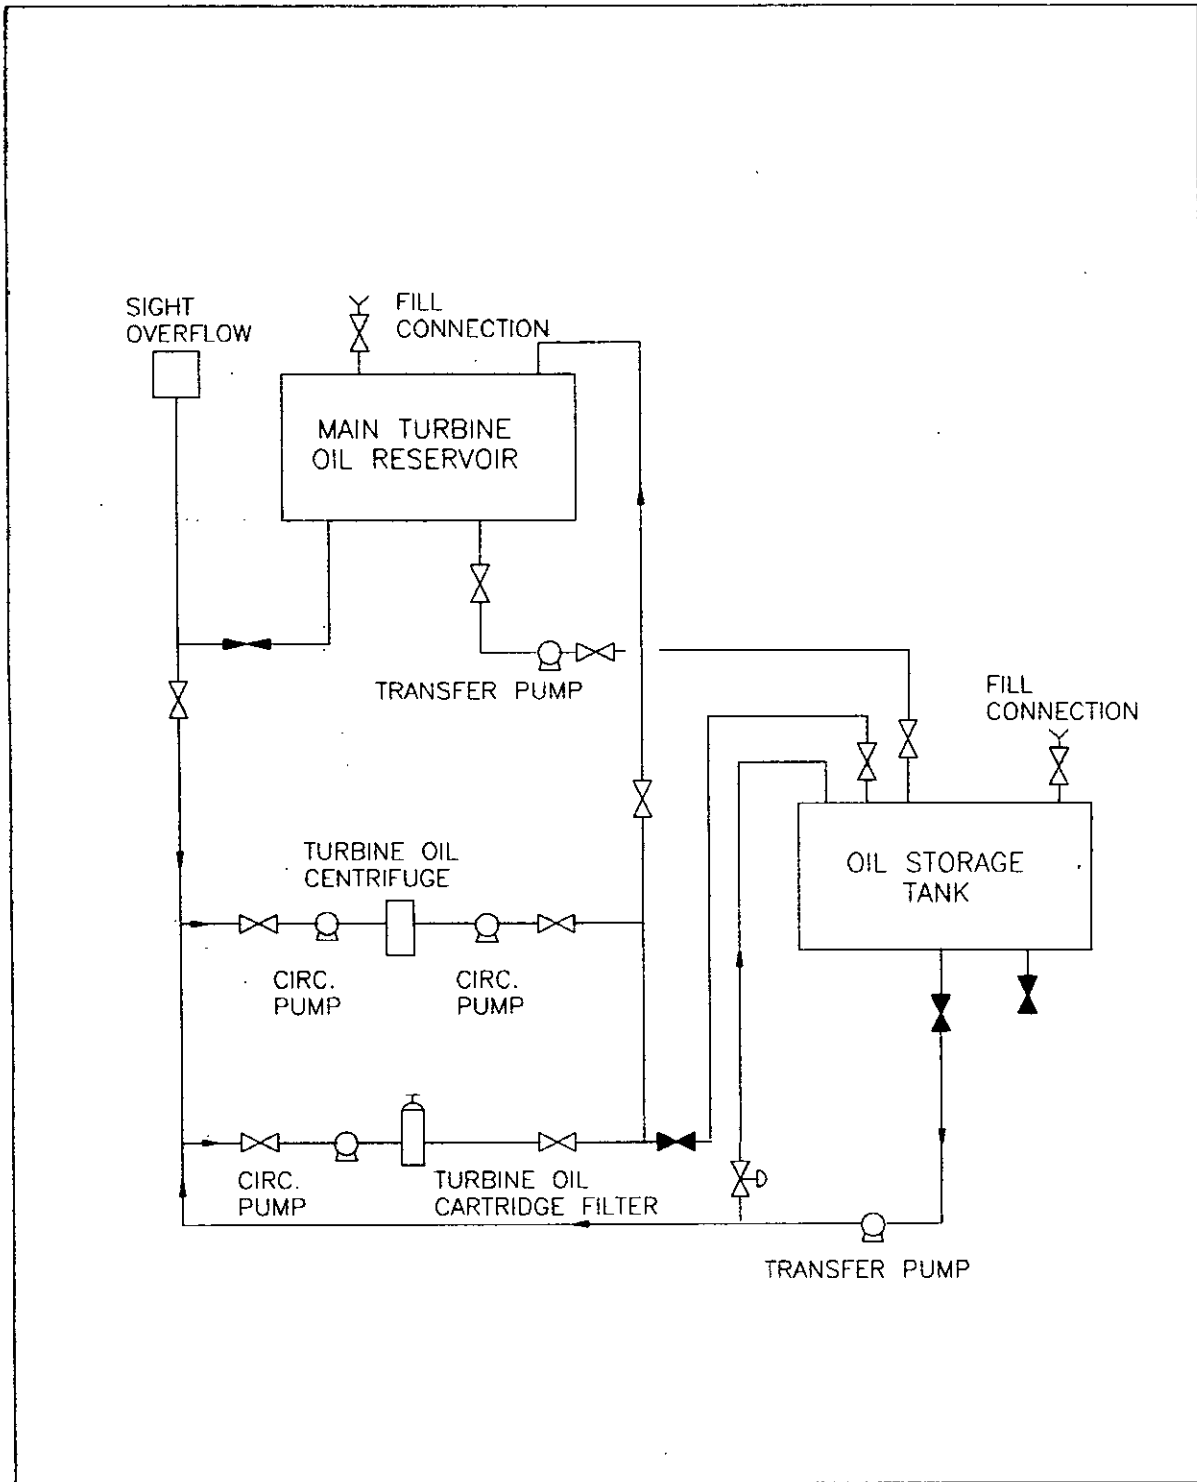 SIGHT
OVERFLOW
FILL
CONNECTION
MAIN TURBINE
OIL RESERVOIR
TRANSFER PUMP
FILL
CONNECTION
TURBINE OIL
CENTRIFUGE
OIL STORAGE
TANK
CIRC.
PUMP
CIRC.
PUMP
CIRC.
PUMP
TURBINE OIL
CARTRIDGE FILTER
TRANSFER PUMP